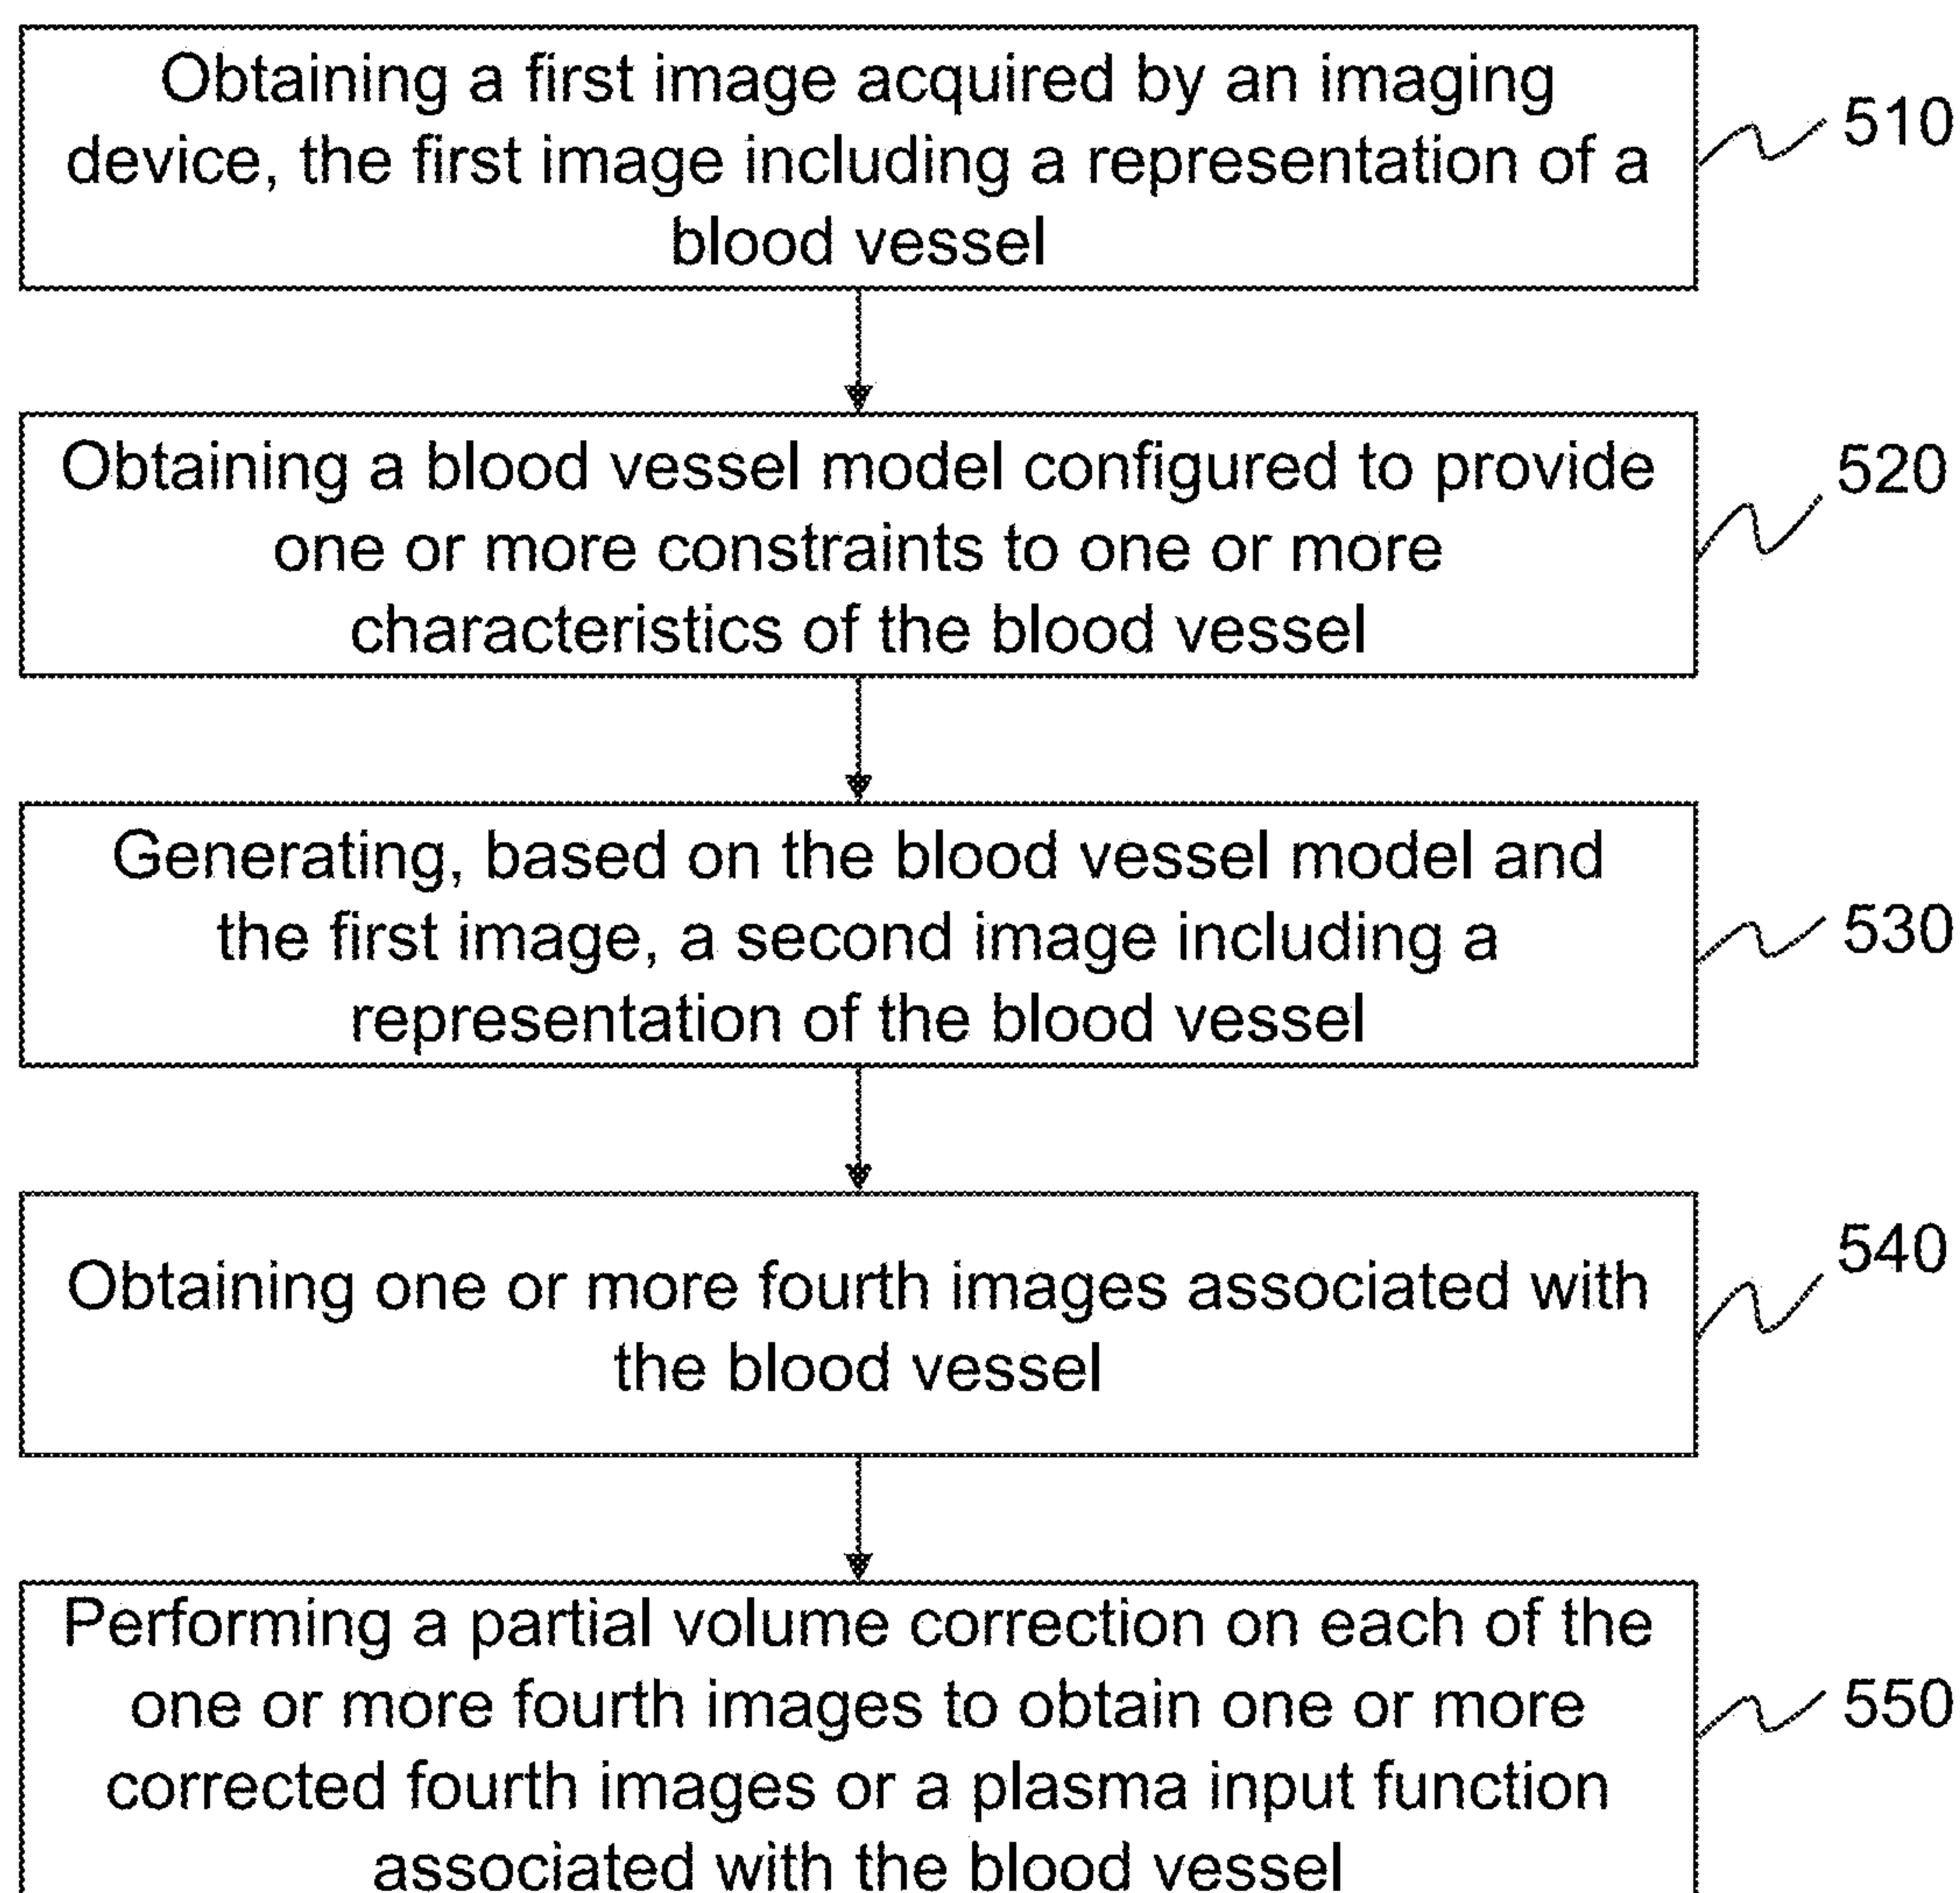 Obtaining a first image acquired by an imaging
device, the first image including a representation of a
blood vessel
510
Obtaining a blood vessel model configured to provide
one or more constraints to one or more
characteristics of the blood vessel
520
Generating, based on the blood vessel model and
the first image, a second image including a
representation of the blood vessel
530
Obtaining one or more fourth images associated with
the blood vessel
540
Performing a partial volume correction on each of the
one or more fourth images to obtain one or more
corrected fourth images or a plasma input function
associated with the blood vessel
550